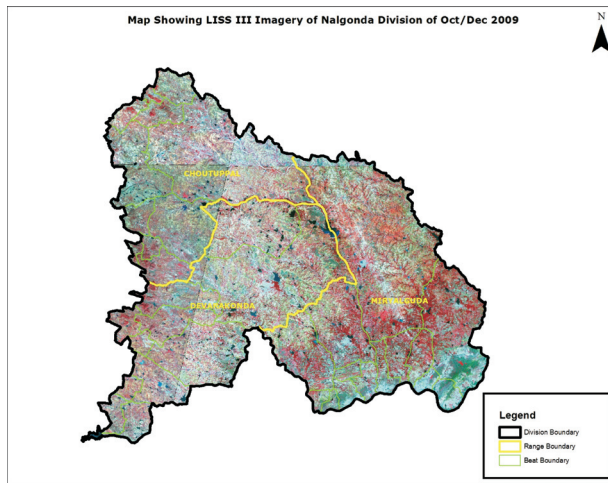 Map Showing LISS III Imagery of Nalgonda Division of Oct/Dec 2009
N
CHOUTUPPAL
DEVARAKONDA
MIRYALGUDA
Legend
Division Boundary
Range Boundary
Beat Boundary